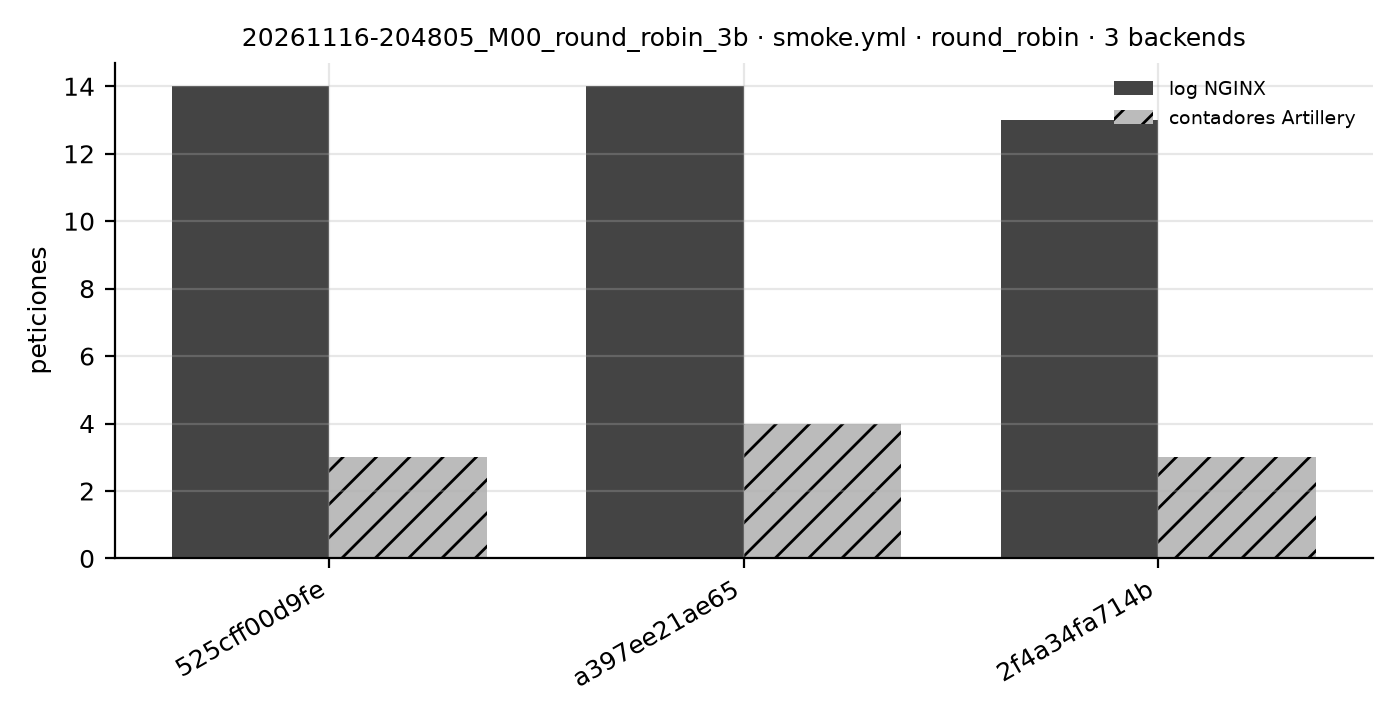 20261116-204805_M00_round_robin_3b · smoke.yml · round_robin · 3 backends
log NGINX
contadores Artillery
peticiones
14
12
10
8
6
4
2
0
525cff00d9fe
a397ee21ae65
2f4a34fa714b